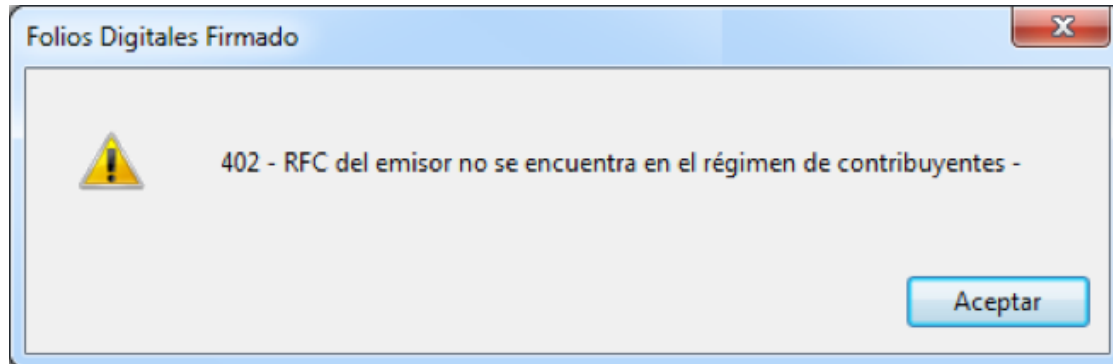 Folios Digitales Firmado
402 - RFC del emisor no se encuentra en el régimen de contribuyentes -
Aceptar